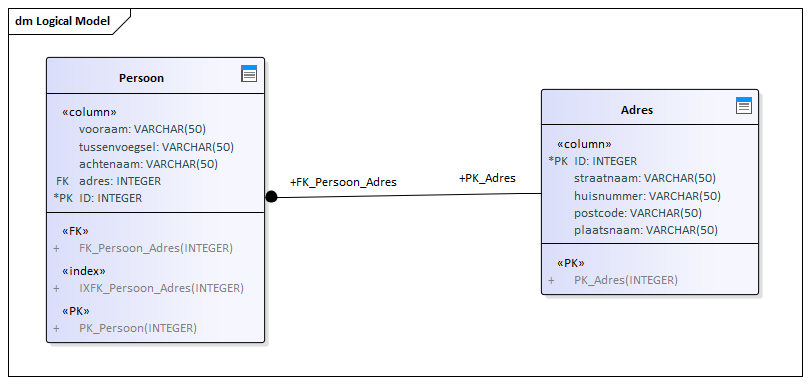 dm Logical Model
Persoon
«column»
vooraam: VARCHAR(50)
tussenvoegsel: VARCHAR(50)
achtenaam: VARCHAR(50)
FK adres: INTEGER
*PK ID: INTEGER
«FK»
+ FK_Persoon_Adres(INTEGER)
«index»
+ IXFK_Persoon_Adres(INTEGER)
«PK»
+ PK_Persoon(INTEGER)
+FK_Persoon_Adres
+PK_Adres
Adres
«column»
*PK ID: INTEGER
straatnaam: VARCHAR(50)
huisnummer: VARCHAR(50)
postcode: VARCHAR(50)
plaatsnaam: VARCHAR(50)
«PK»
+ PK_Adres(INTEGER)